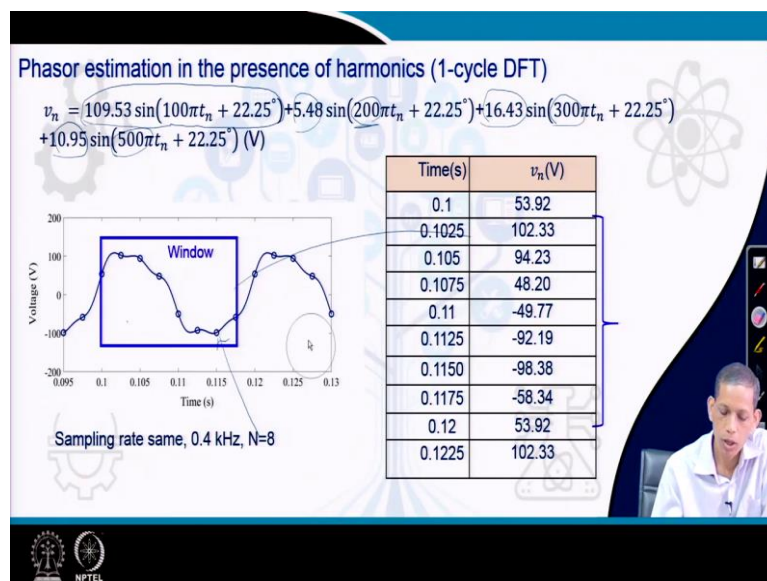 Phasor estimation in the presence of harmonics (1-cycle DFT)
vₙ = 109.53 sin(100πtₙ + 22.25°)+5.48 sin(200πtₙ + 22.25°)+16.43 sin(300πtₙ + 22.25°)
+10.95 sin(500πtₙ + 22.25°) (V)
Time(s) vₙ(V)
0.1 53.92
0.1025 102.33
0.105 94.23
0.1075 48.20
0.11 -49.77
0.1125 -92.19
0.1150 -98.38
0.1175 -58.34
0.12 53.92
0.1225 102.33
Window
Voltage (V)
200
100
0
-100
-200
0.095 0.1 0.105 0.11 0.115 0.12 0.125 0.13
Time (s)
Sampling rate same, 0.4 kHz, N=8
NPTEL